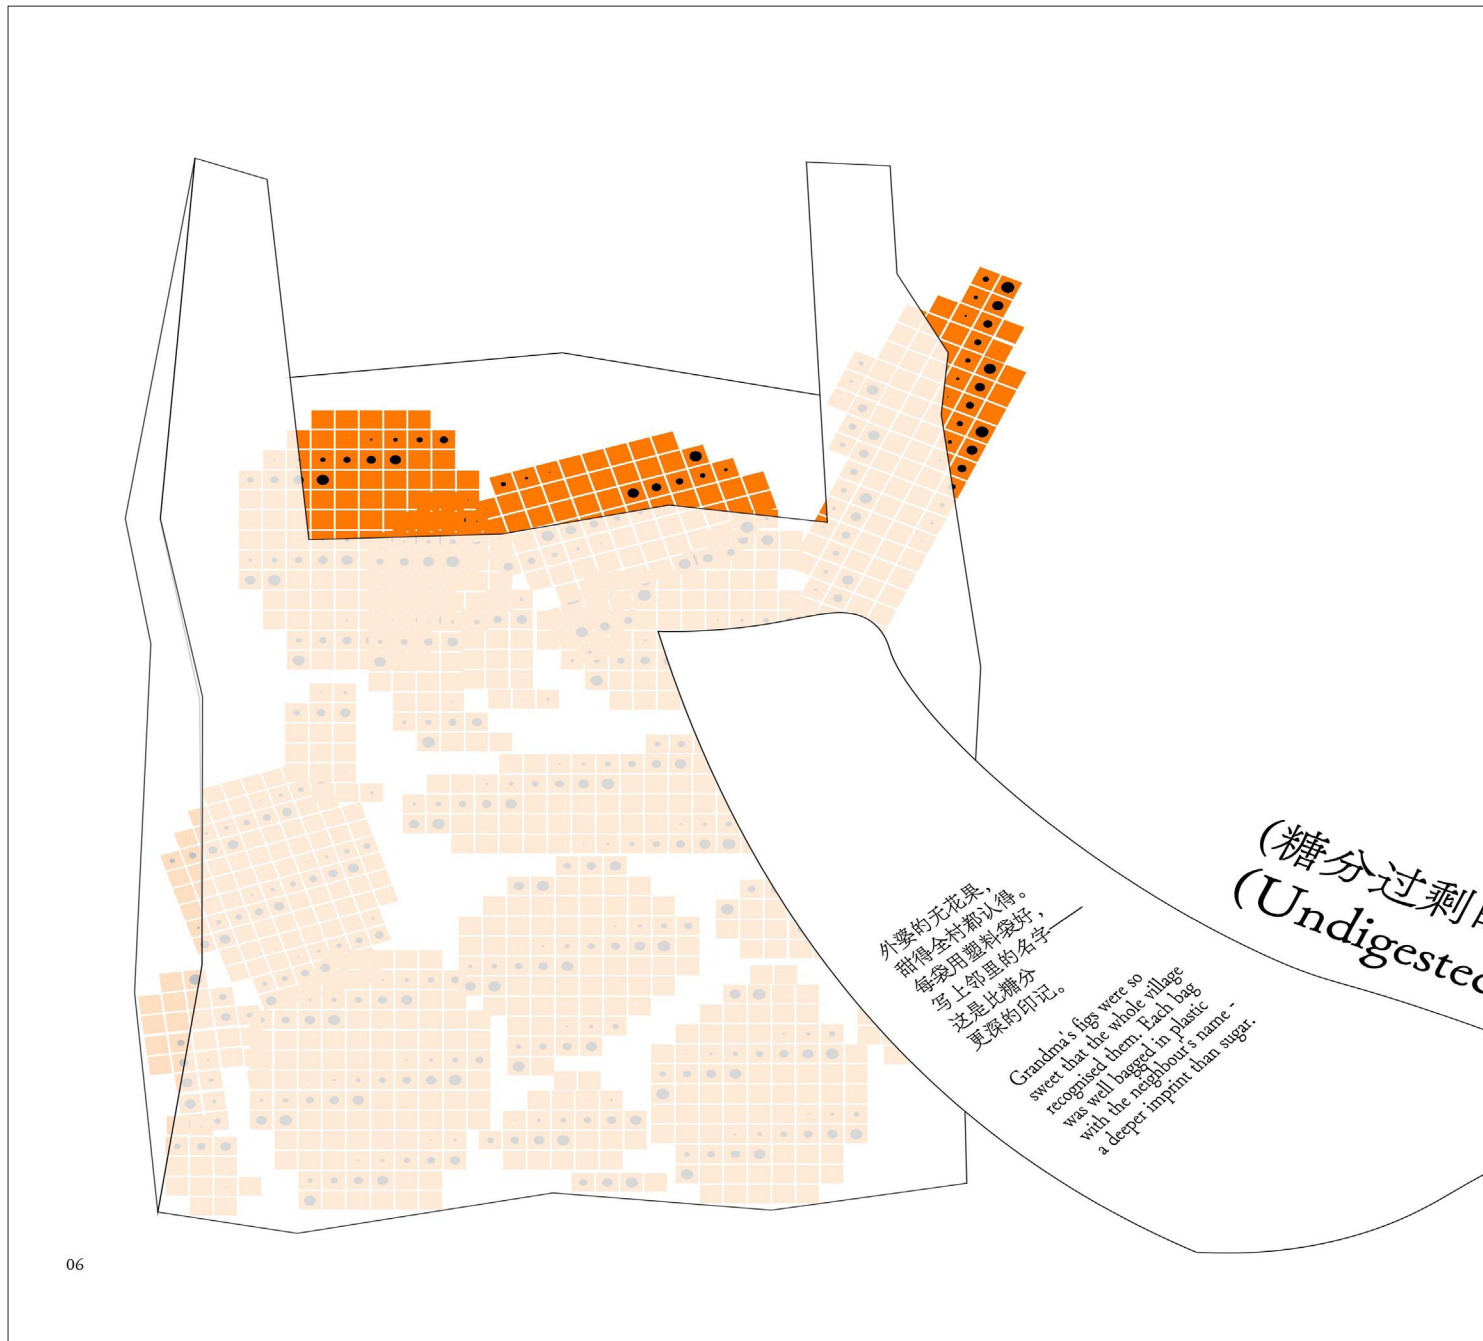 (糖分过剩
(Undigested
外婆的无花果，
甜得全村都认得。
每袋用塑料袋好，
写上邻里的名字——
这是比糖分
更深的印记。
Grandma's figs were so
sweet that the whole village
recognised them. Each bag
was well bagged in plastic
with the neighbour's name -
a deeper imprint than sugar.
06